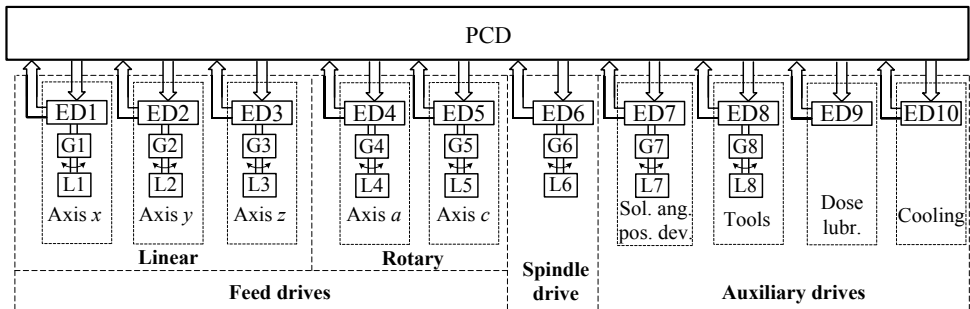 PCD
ED1 ED2 ED3 ED4 ED5 ED6 ED7 ED8 ED9 ED10
G1 G2 G3 G4 G5 G6 G7 G8
L1 L2 L3 L4 L5 L6 L7 L8
Axis x Axis y Axis z Axis a Axis c Sol. ang. Tools Dose Cooling
pos. dev. lubr.
Linear Rotary Spindle
Feed drives drive Auxiliary drives